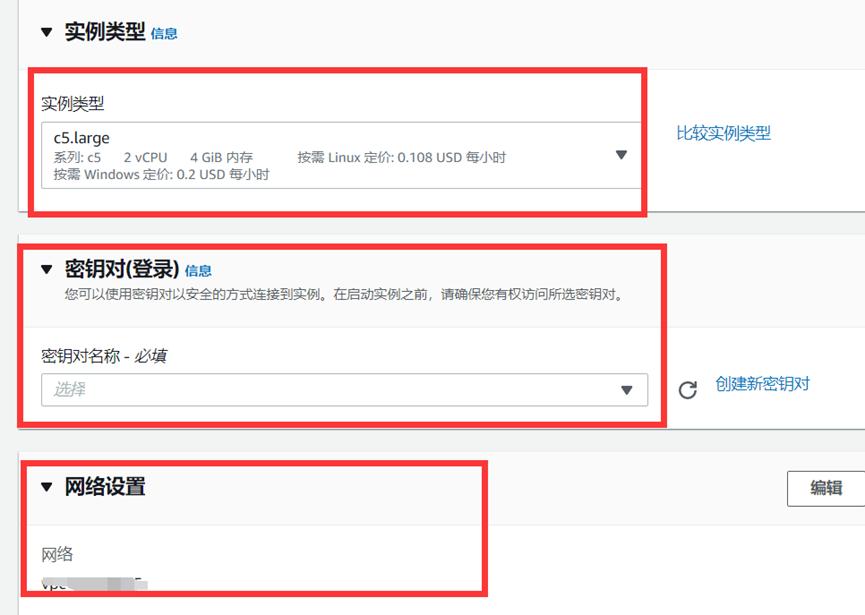 实例类型 信息
实例类型
c5.large
系列: c5 2 vCPU 4 GiB 内存 按需 Linux 定价: 0.108 USD 每小时
按需 Windows 定价: 0.2 USD 每小时
比较实例类型
密钥对(登录) 信息
您可以使用密钥对以安全的方式连接到实例。在启动实例之前，请确保您有权访问所选密钥对。
密钥对名称 - 必填
选择
创建新密钥对
网络设置
编辑
网络